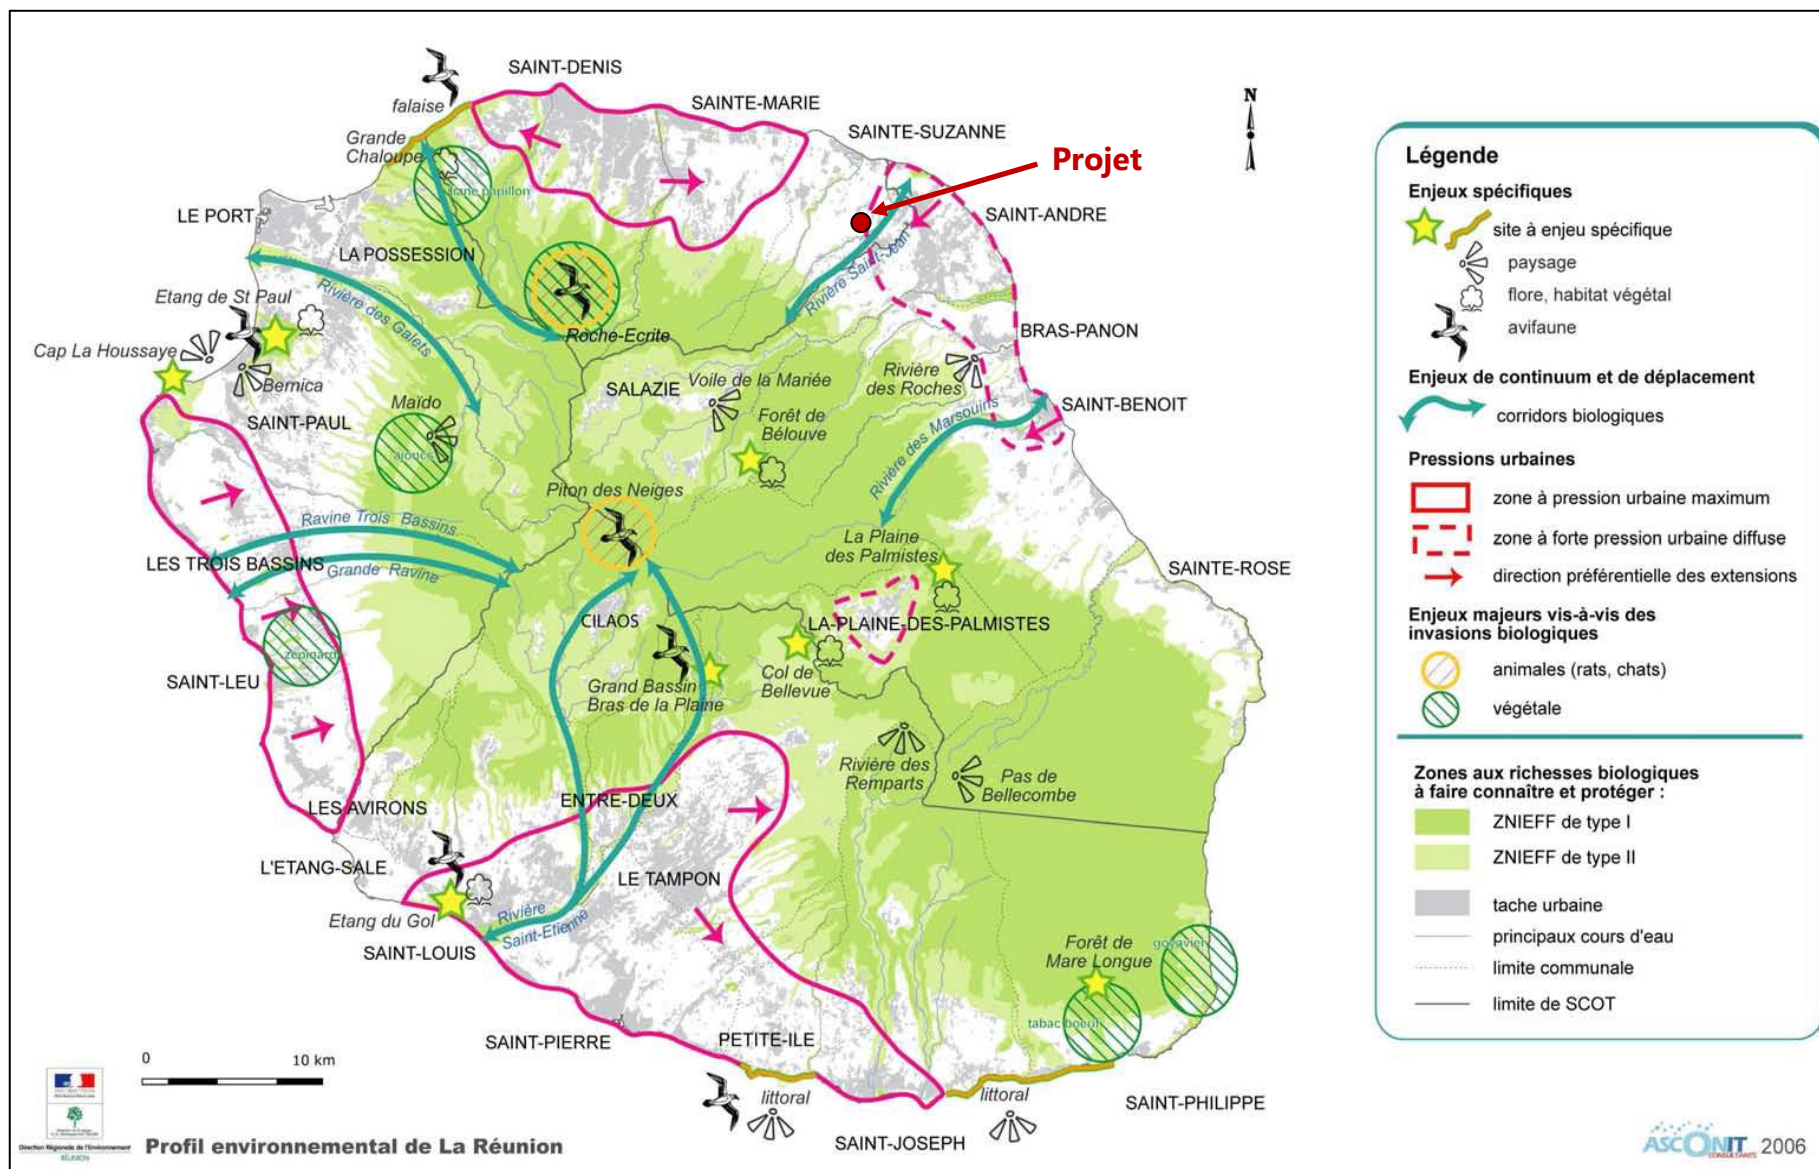 SAINT-DENIS
falaise
SAINTE-MARIE
Grande
Chaloupe
SAINTE-SUZANNE
N
Projet
liane papillon
LE PORT
SAINT-ANDRE
LA POSSESSION
Rivière Saint-Jean
Etang de St Paul
Rivière des Galets
Roche-Ecrite
BRAS-PANON
Cap La Houssaye
Bernica
SALAZIE
Voile de la Mariée
Rivière
des Roches
Maïdo
SAINT-PAUL
ajoncs
Forêt de
Bélouve
SAINT-BENOIT
Rivière des Marsouins
Piton des Neiges
Ravine Trois Bassins
La Plaine
des Palmistes
LES TROIS BASSINS
Grande Ravine
SAINTE-ROSE
CILAOS
LA-PLAINE-DES-PALMISTES
zépinard
SAINT-LEU
Grand Bassin
Bras de la Plaine
Col de
Bellevue
Rivière des
Remparts
Pas de
Bellecombe
LES AVIRONS
ENTRE-DEUX
L'ETANG-SALE
LE TAMPON
Etang du Gol
Rivière
Saint-Etienne
SAINT-LOUIS
Forêt de
Mare Longue
goyavier
tabac boeuf
SAINT-PIERRE
PETITE-ILE
littoral
littoral
SAINT-PHILIPPE
SAINT-JOSEPH
0
10 km
Direction Régionale de l'Environnement
RÉUNION
Profil environnemental de La Réunion
Légende
Enjeux spécifiques
site à enjeu spécifique
paysage
flore, habitat végétal
avifaune
Enjeux de continuum et de déplacement
corridors biologiques
Pressions urbaines
zone à pression urbaine maximum
zone à forte pression urbaine diffuse
direction préférentielle des extensions
Enjeux majeurs vis-à-vis des
invasions biologiques
animales (rats, chats)
végétale
Zones aux richesses biologiques
à faire connaître et protéger :
ZNIEFF de type I
ZNIEFF de type II
tache urbaine
principaux cours d'eau
limite communale
limite de SCOT
ASCONIT
CONSULTANTS
2006